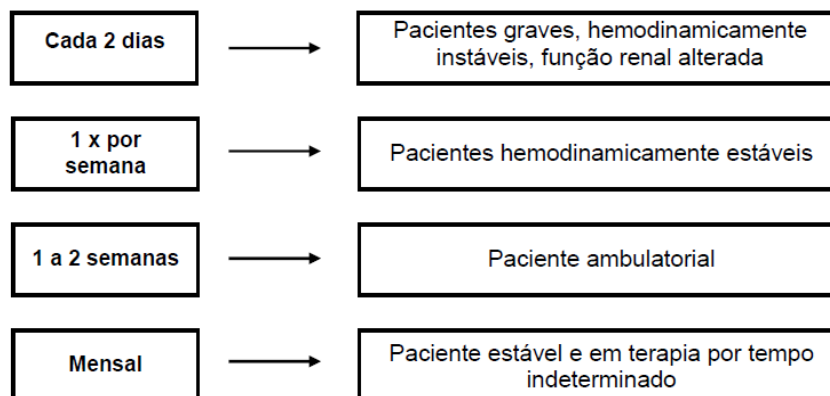 Cada 2 dias
Pacientes graves, hemodinamicamente
instáveis, função renal alterada
1 x por
semana
Pacientes hemodinamicamente estáveis
1 a 2 semanas
Paciente ambulatorial
Mensal
Paciente estável e em terapia por tempo
indeterminado